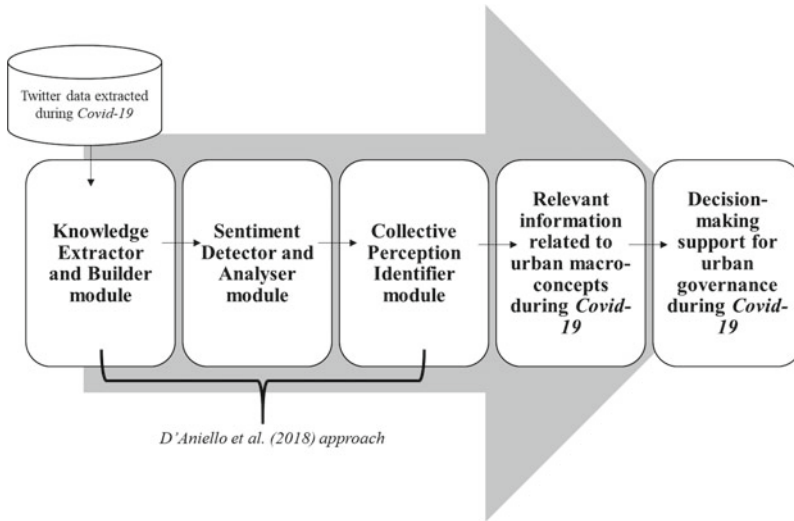 Twitter data extracted
during Covid-19
Knowledge
Extractor
and Builder
module
Sentiment
Detector and
Analyser
module
Collective
Perception
Identifier
module
Relevant
information
related to
urban macro-
concepts
during Covid-
19
Decision-
making
support for
urban
governance
during Covid-
19
D’Aniello et al. (2018) approach